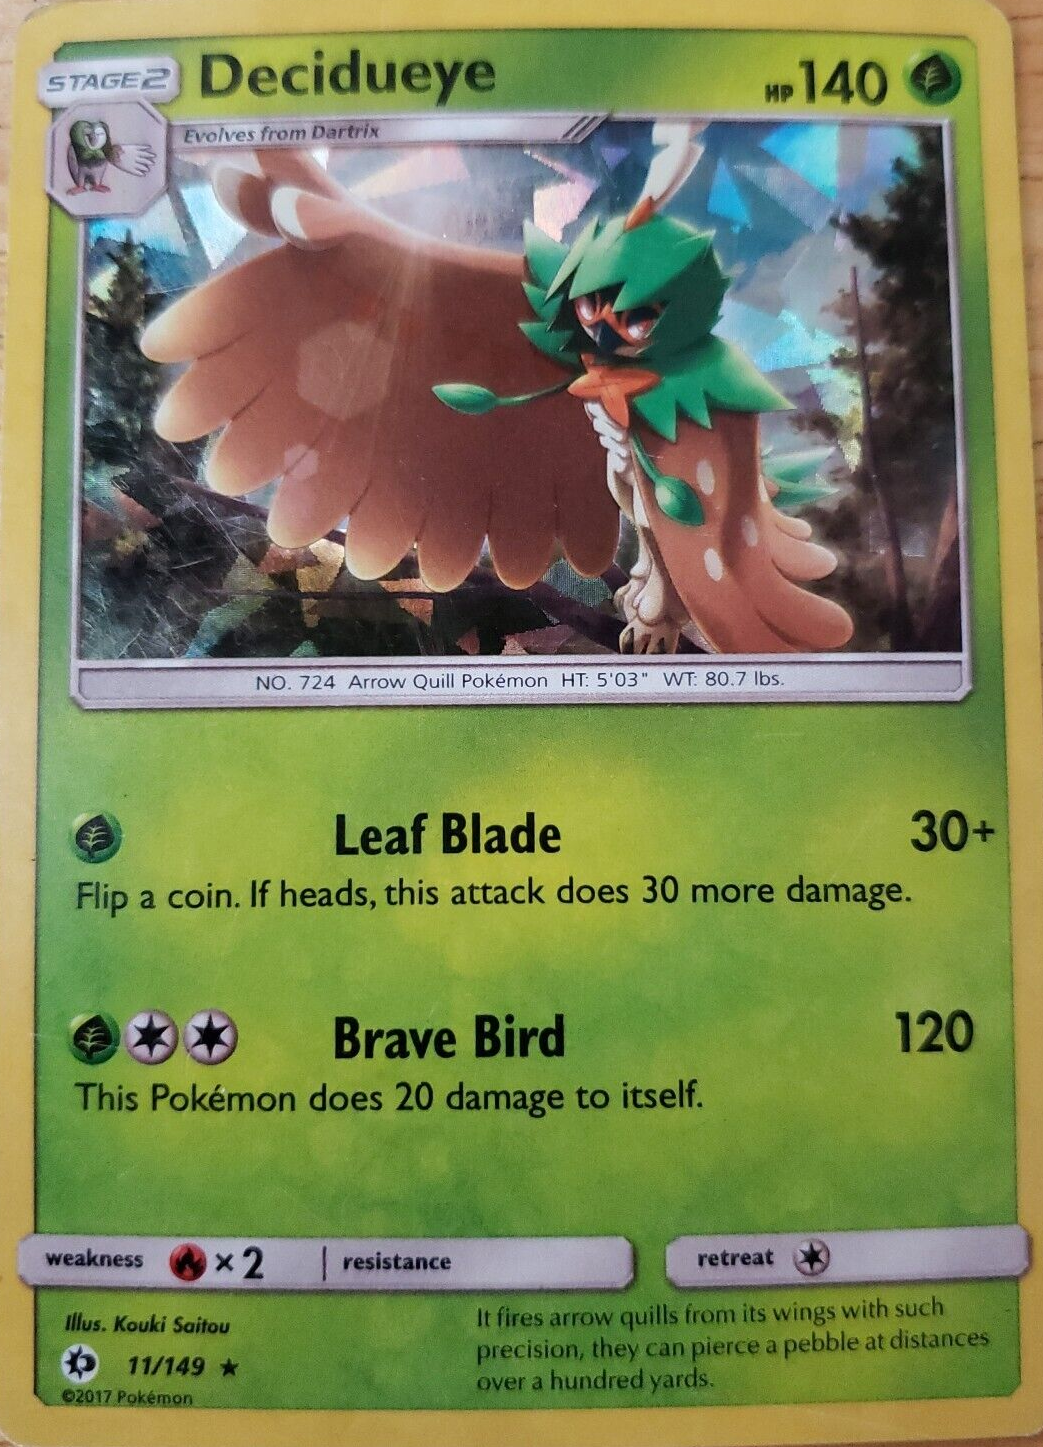 STAGE2 Decidueye HP 140
Evolves from Dartrix
NO. 724 Arrow Quill Pokémon HT: 5'03" WT: 80.7 lbs.
Leaf Blade 30+
Flip a coin. If heads, this attack does 30 more damage.
Brave Bird 120
This Pokémon does 20 damage to itself.
weakness ×2 resistance retreat
Illus. Kouki Saitou
11/149 ★
©2017 Pokémon
It fires arrow quills from its wings with such
precision, they can pierce a pebble at distances
over a hundred yards.